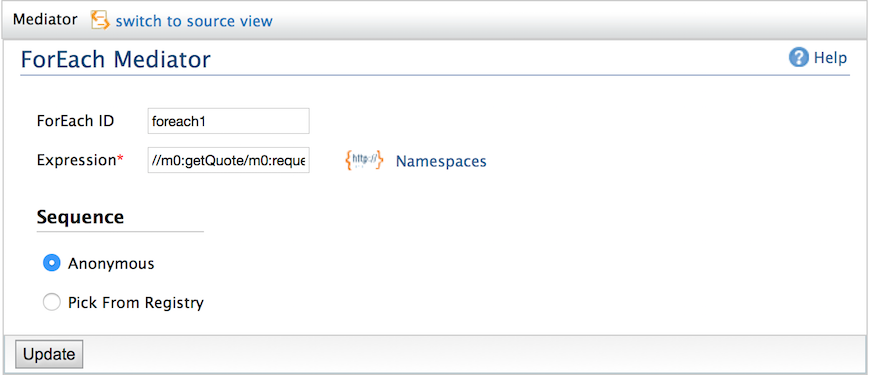 Mediator switch to source view
ForEach Mediator
Help
ForEach ID foreach1
Expression* //m0:getQuote/m0:reque
{http://} Namespaces
Sequence
Anonymous
Pick From Registry
Update